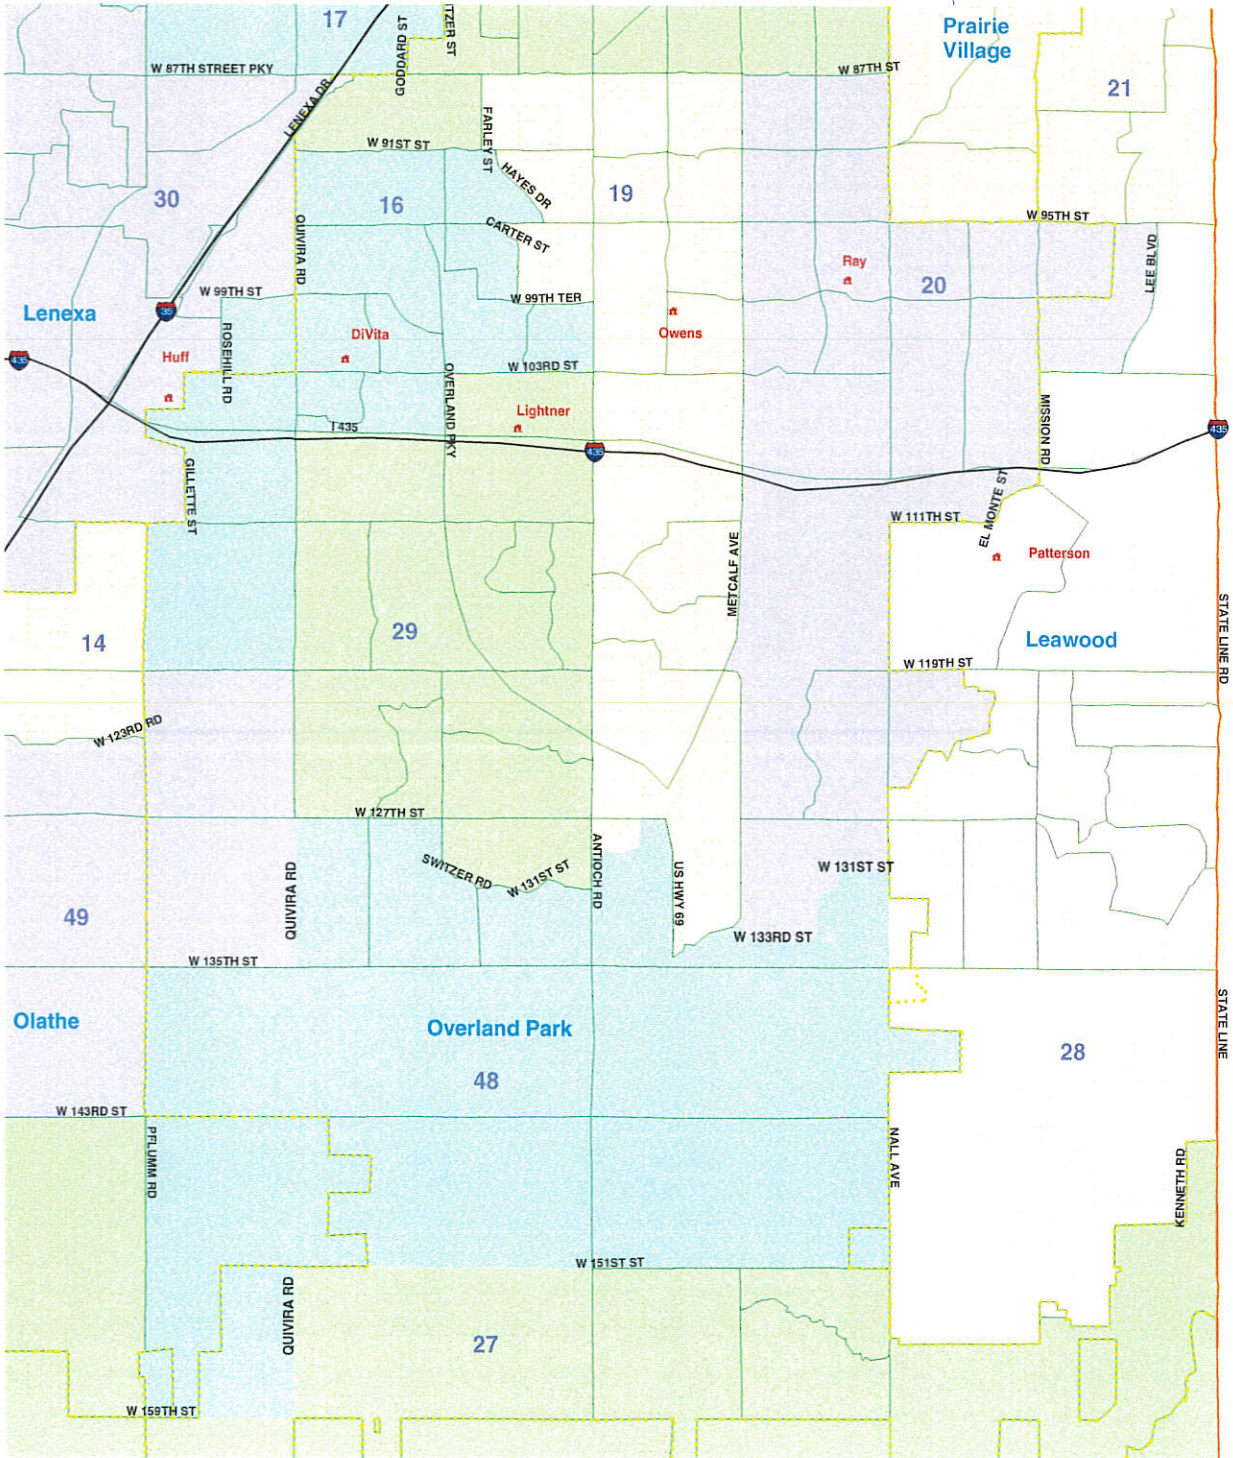 17
GODDARD ST
TZER ST
Prairie
Village
W 87TH STREET PKY
W 87TH ST
21
LENEXA DR
FARLEY ST
W 91ST ST
HAYES DR
30
16
19
W 95TH ST
QUIVIRA RD
CARTER ST
LEE BLVD
Ray
20
W 99TH ST
W 99TH TER
Lenexa
35
ROSEHILL RD
DiVita
Owens
435
Huff
W 103RD ST
OVERLAND PKY
Lightner
MISSION RD
I 435
435
435
GILLETTE ST
EL MONTE ST
W 111TH ST
METCALF AVE
Patterson
STATE LINE RD
14
29
Leawood
W 119TH ST
W 123RD RD
W 127TH ST
SWITZER RD
W 131ST ST
ANTIOCH RD
US HWY 69
W 131ST ST
QUIVIRA RD
49
W 133RD ST
W 135TH ST
Olathe
Overland Park
STATE LINE
28
48
W 143RD ST
PFLUMM RD
NALL AVE
KENNETH RD
W 151ST ST
QUIVIRA RD
27
W 159TH ST